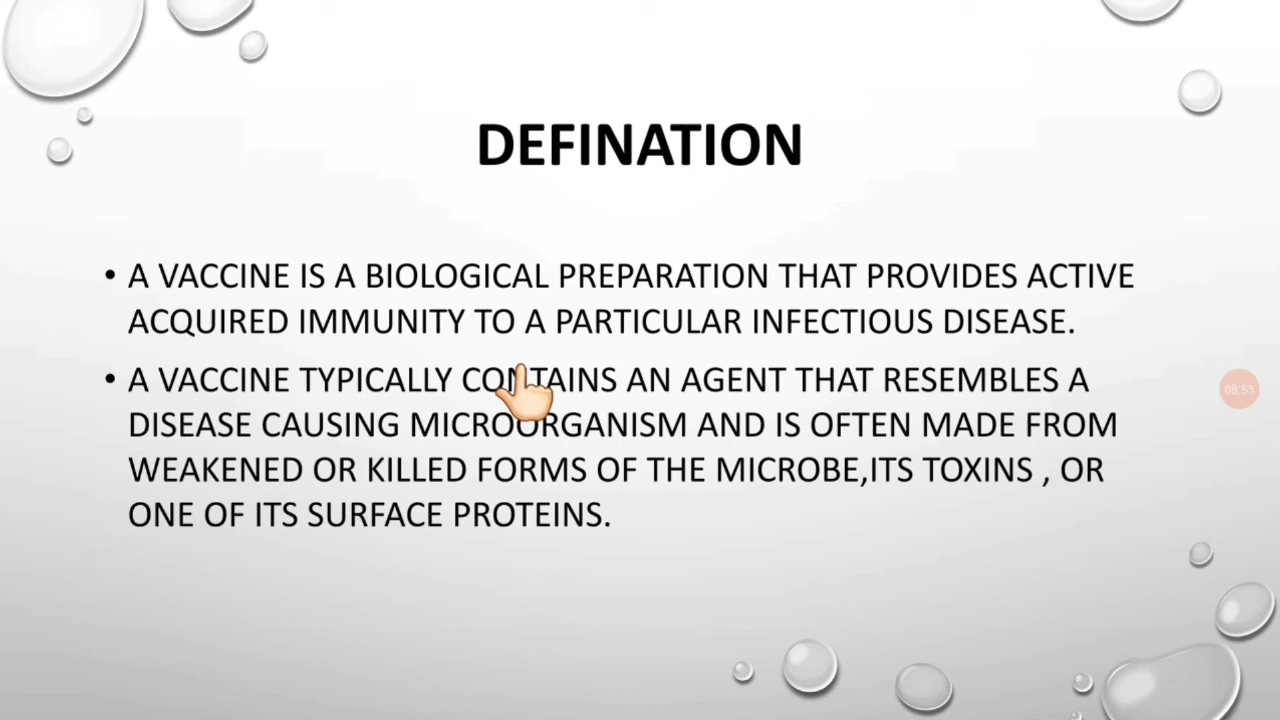 DEFINATION
• A VACCINE IS A BIOLOGICAL PREPARATION THAT PROVIDES ACTIVE
ACQUIRED IMMUNITY TO A PARTICULAR INFECTIOUS DISEASE.
• A VACCINE TYPICALLY CONTAINS AN AGENT THAT RESEMBLES A
DISEASE CAUSING MICROORGANISM AND IS OFTEN MADE FROM
WEAKENED OR KILLED FORMS OF THE MICROBE,ITS TOXINS , OR
ONE OF ITS SURFACE PROTEINS.
08:53